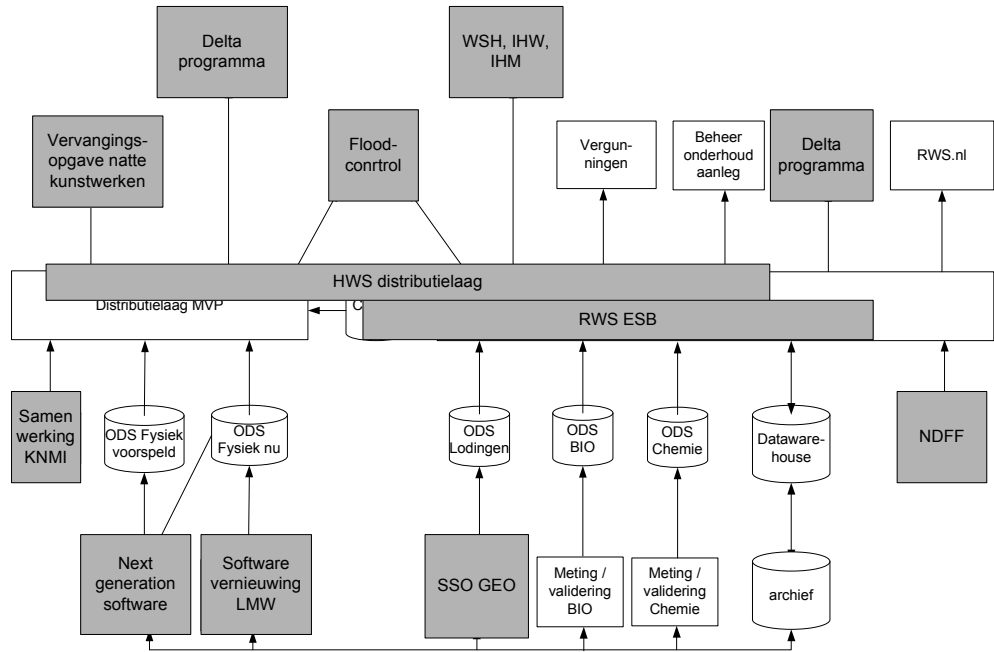 Delta
programma
WSH, IHW,
IHM
Vervangings-
opgave natte
kunstwerken
Flood-
conrtrol
Vergun-
ningen
Beheer
onderhoud
aanleg
Delta
programma
RWS.nl
HWS distributielaag
Distributielaag MVP
C
RWS ESB
Samen
werking
KNMI
ODS Fysiek
voorspeld
ODS
Fysiek nu
ODS
Lodingen
ODS
BIO
ODS
Chemie
Dataware-
house
NDFF
Next
generation
software
Software
vernieuwing
LMW
SSO GEO
Meting /
validering
BIO
Meting /
validering
Chemie
archief